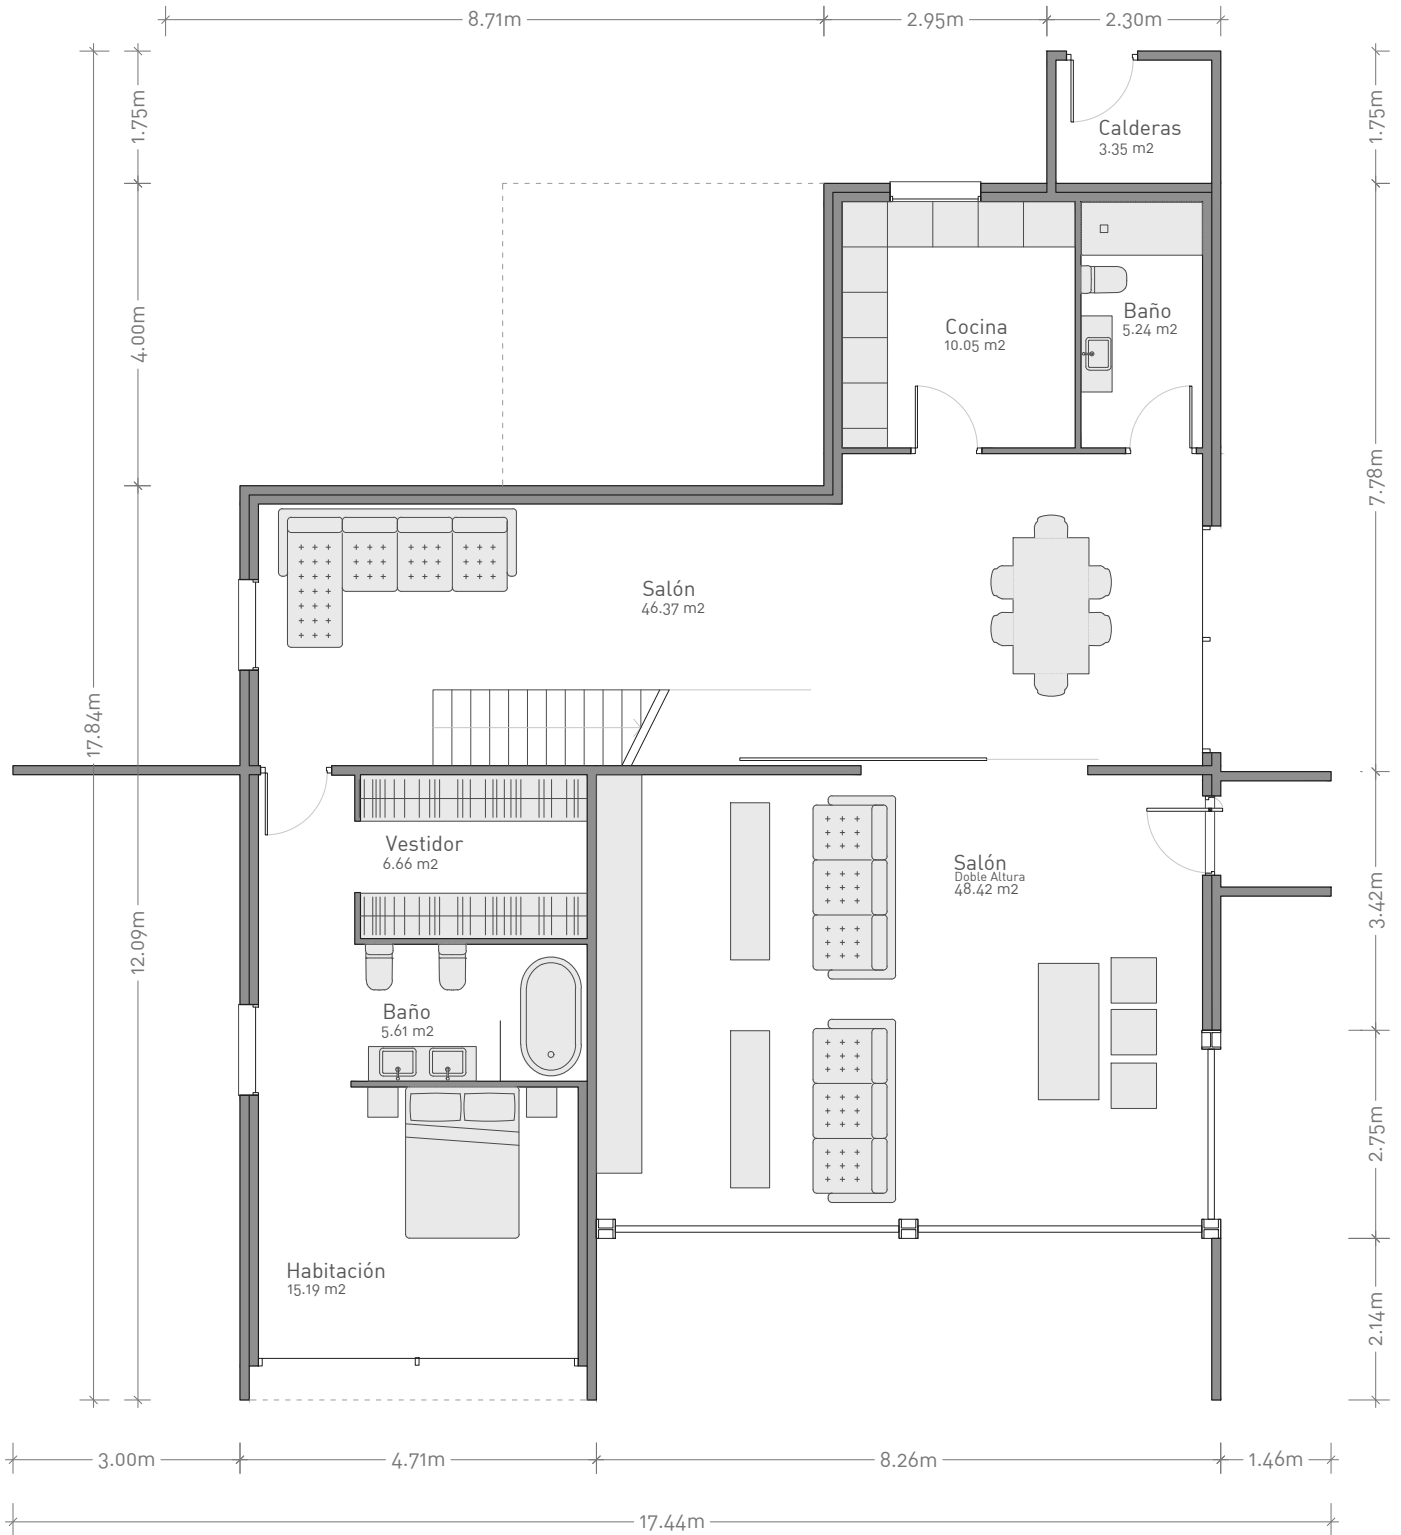 8.71m
2.95m
2.30m
1.75m
1.75m
Calderas
3.35 m2
4.00m
Baño
5.24 m2
Cocina
10.05 m2
7.78m
Salón
46.37 m2
17.84m
Vestidor
6.66 m2
Salón
Doble Altura
48.42 m2
3.42m
12.09m
Baño
5.61 m2
2.75m
Habitación
15.19 m2
2.14m
3.00m
4.71m
8.26m
1.46m
17.44m